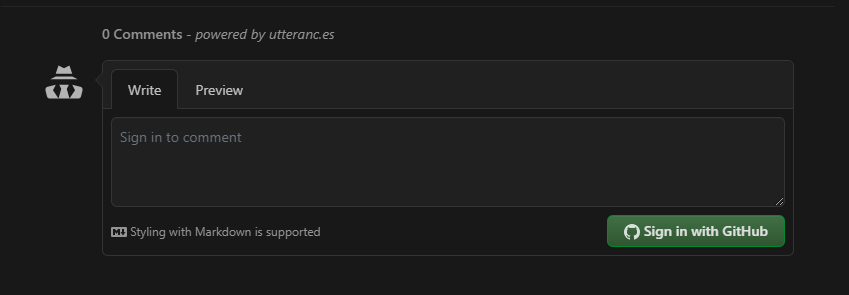 0 Comments - powered by utteranc.es
Write Preview
Sign in to comment
Styling with Markdown is supported
Sign in with GitHub